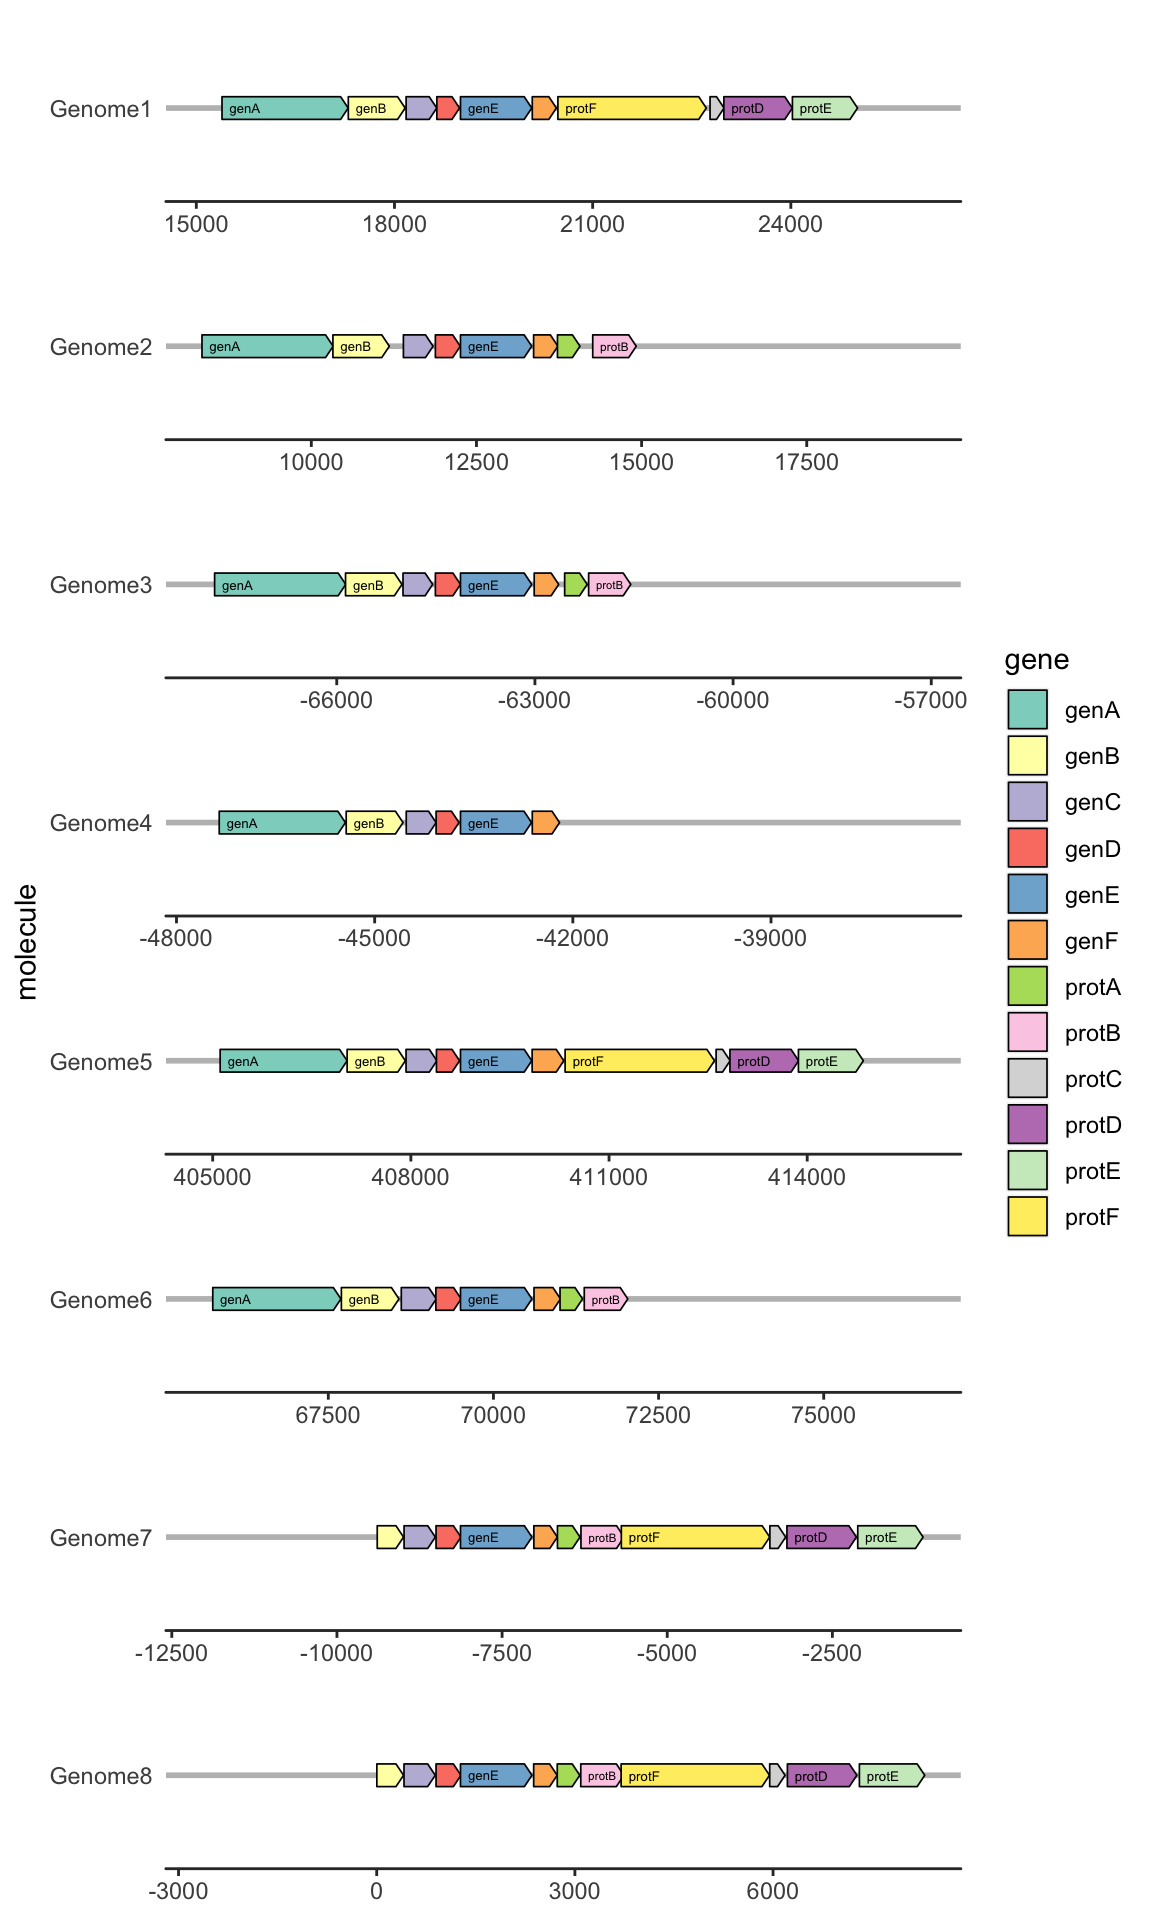 Genome1
genA genB genE protF protD protE
15000 18000 21000 24000
Genome2
genA genB genE protB
10000 12500 15000 17500
Genome3
genA genB genE protB
-66000 -63000 -60000 -57000
Genome4
genA genB genE
-48000 -45000 -42000 -39000
Genome5
genA genB genE protF protD protE
405000 408000 411000 414000
Genome6
genA genB genE protB
67500 70000 72500 75000
Genome7
genE protB protF protD protE
-12500 -10000 -7500 -5000 -2500
Genome8
genE protB protF protD protE
-3000 0 3000 6000
molecule
gene
genA
genB
genC
genD
genE
genF
protA
protB
protC
protD
protE
protF